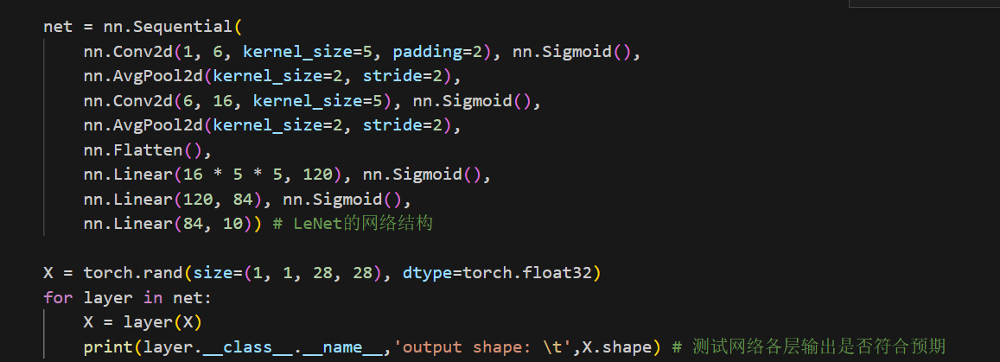 net = nn.Sequential(
    nn.Conv2d(1, 6, kernel_size=5, padding=2), nn.Sigmoid(),
    nn.AvgPool2d(kernel_size=2, stride=2),
    nn.Conv2d(6, 16, kernel_size=5), nn.Sigmoid(),
    nn.AvgPool2d(kernel_size=2, stride=2),
    nn.Flatten(),
    nn.Linear(16 * 5 * 5, 120), nn.Sigmoid(),
    nn.Linear(120, 84), nn.Sigmoid(),
    nn.Linear(84, 10)) # LeNet的网络结构
X = torch.rand(size=(1, 1, 28, 28), dtype=torch.float32)
for layer in net:
    X = layer(X)
    print(layer.__class__.__name__,'output shape: \t',X.shape) # 测试网络各层输出是否符合预期